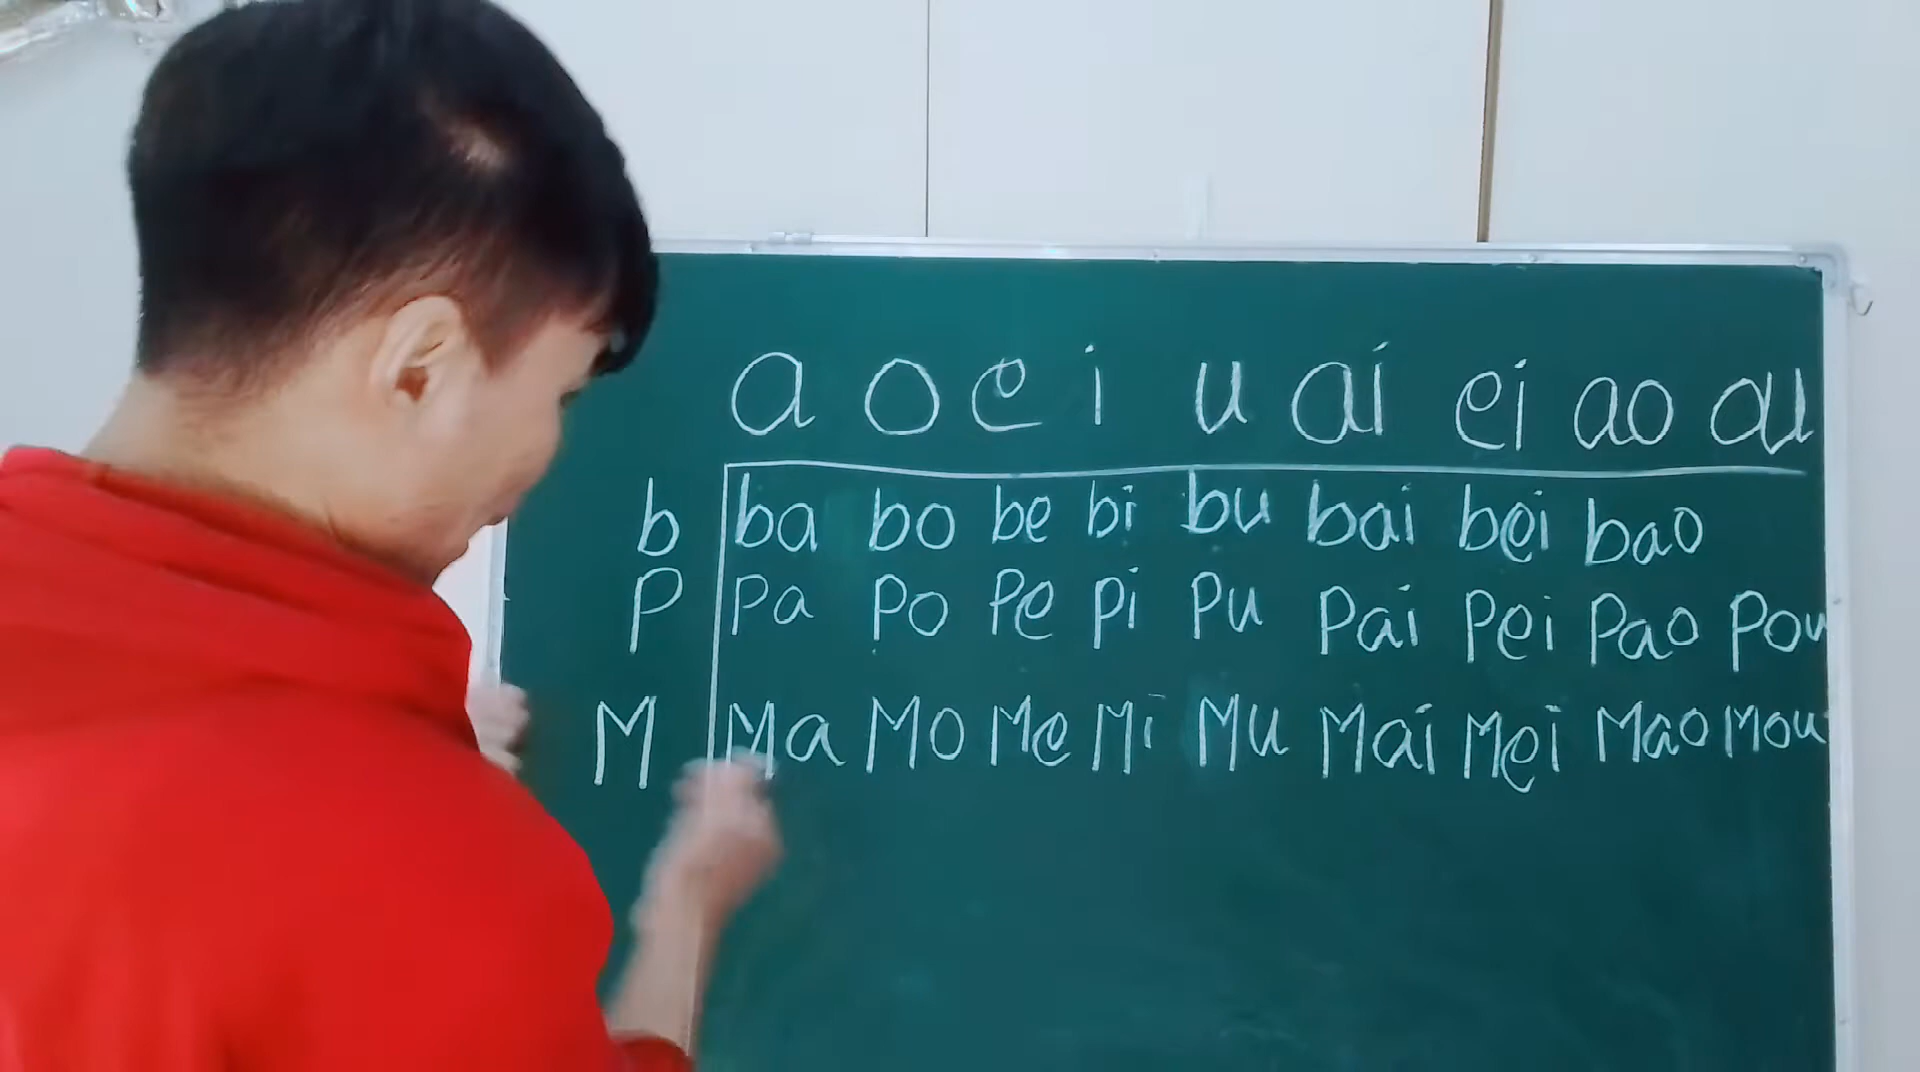 a o e i u ai ei ao ou
b ba bo be bi bu bai bei bao
P Pa Po Pe Pi Pu Pai Pei Pao Pou
M Ma Mo Me Mi Mu Mai Mei Mao Mou